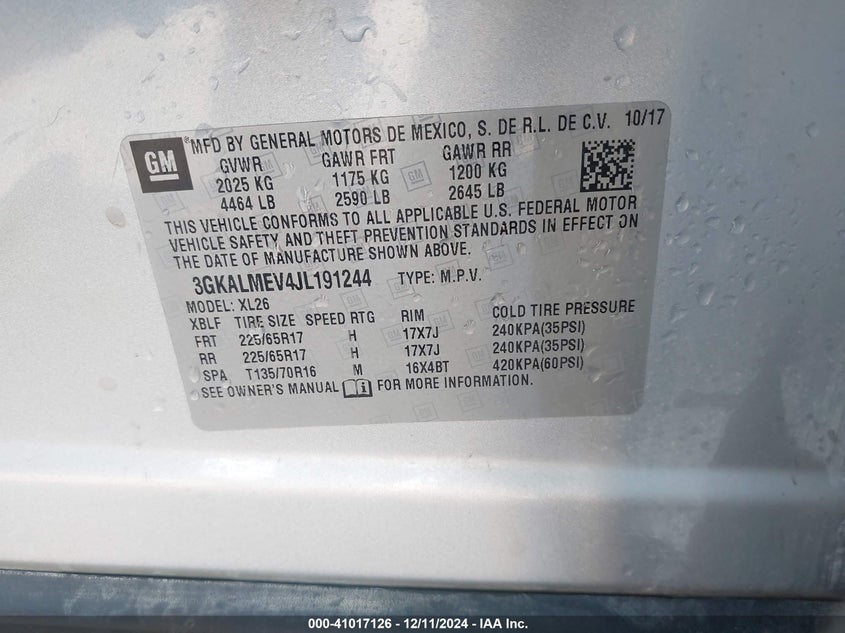 GM ®MFD BY GENERAL MOTORS DE MEXICO, S. DE R.L. DE C.V. 10/17
GVWR GAWR FRT GAWR RR
2025 KG 1175 KG 1200 KG
4464 LB 2590 LB 2645 LB
THIS VEHICLE CONFORMS TO ALL APPLICABLE U.S. FEDERAL MOTOR
VEHICLE SAFETY AND THEFT PREVENTION STANDARDS IN EFFECT ON
THE DATE OF MANUFACTURE SHOWN ABOVE.
3GKALMEV4JL191244 TYPE: M.P.V.
MODEL: XL26
XBLF TIRE SIZE SPEED RTG RIM COLD TIRE PRESSURE
FRT 225/65R17 H 17X7J 240KPA(35PSI)
RR 225/65R17 H 17X7J 240KPA(35PSI)
SPA T135/70R16 M 16X4BT 420KPA(60PSI)
SEE OWNER'S MANUAL FOR MORE INFORMATION.
000-41017126 - 12/11/2024 - IAA Inc.